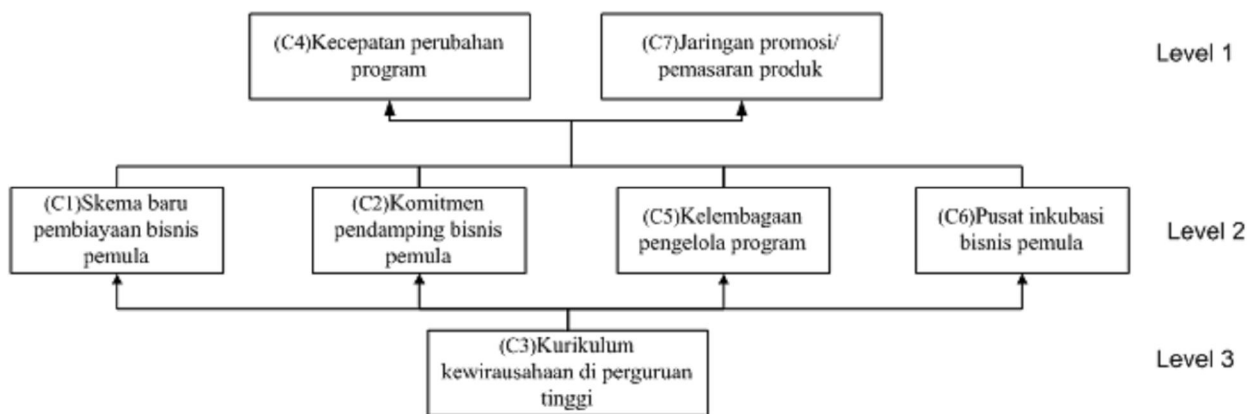 (C4)Kecepatan perubahan
program
(C7)Jaringan promosi/
pemasaran produk
Level 1
(C1)Skema baru
pembiayaan bisnis
pemula
(C2)Komitmen
pendamping bisnis
pemula
(C5)Kelembagaan
pengelola program
(C6)Pusat inkubasi
bisnis pemula
Level 2
(C3)Kurikulum
kewirausahaan di perguruan
tinggi
Level 3